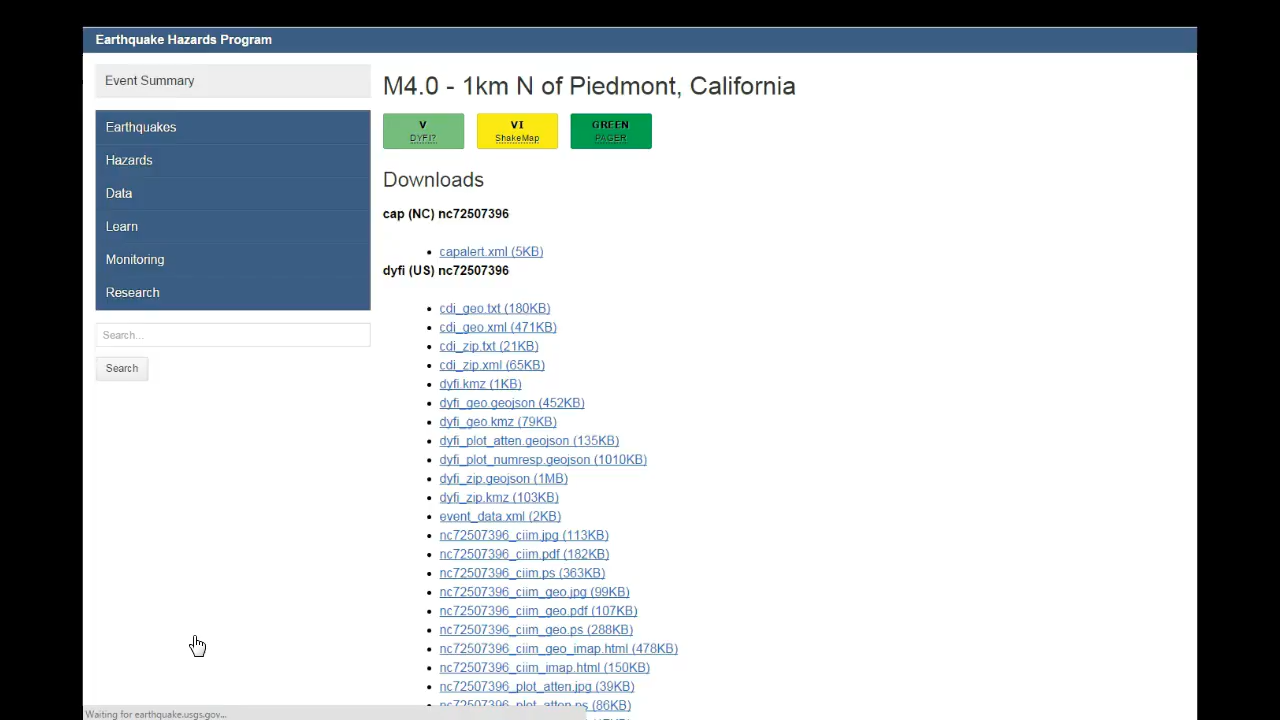 Earthquake Hazards Program
Event Summary
Earthquakes
Hazards
Data
Learn
Monitoring
Research
Search...
Search
M4.0 - 1km N of Piedmont, California
V
DYFI?
VI
ShakeMap
GREEN
PAGER
Downloads
cap (NC) nc72507396
capalert.xml (5KB)
dyfi (US) nc72507396
cdi_geo.txt (180KB)
cdi_geo.xml (471KB)
cdi_zip.txt (21KB)
cdi_zip.xml (65KB)
dyfi.kmz (1KB)
dyfi_geo.geojson (452KB)
dyfi_geo.kmz (79KB)
dyfi_plot_atten.geojson (135KB)
dyfi_plot_numresp.geojson (1010KB)
dyfi_zip.geojson (1MB)
dyfi_zip.kmz (103KB)
event_data.xml (2KB)
nc72507396_ciim.jpg (113KB)
nc72507396_ciim.pdf (182KB)
nc72507396_ciim.ps (363KB)
nc72507396_ciim_geo.jpg (99KB)
nc72507396_ciim_geo.pdf (107KB)
nc72507396_ciim_geo.ps (288KB)
nc72507396_ciim_geo_imap.html (478KB)
nc72507396_ciim_imap.html (150KB)
nc72507396_plot_atten.jpg (39KB)
nc72507396_plot_atten.ps (86KB)
Waiting for earthquake.usgs.gov...